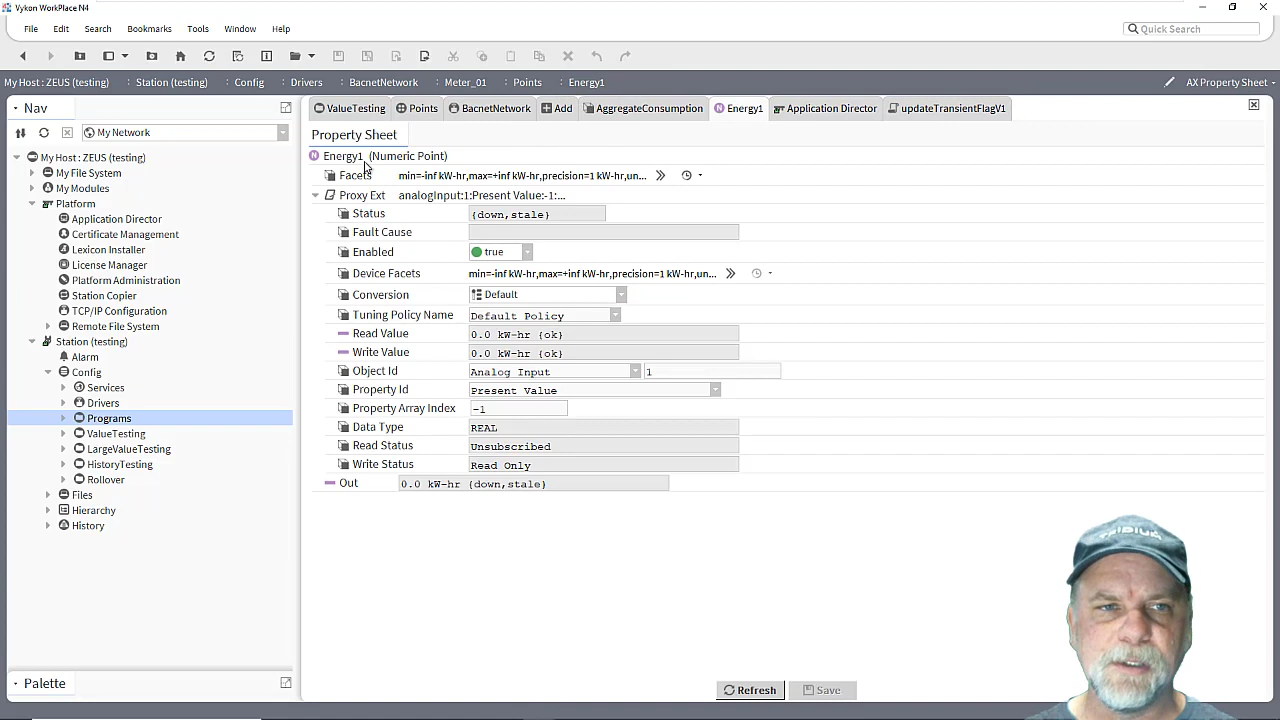 Vykon WorkPlace N4
File Edit Search Bookmarks Tools Window Help
Quick Search
My Host : ZEUS (testing) Station (testing) Config Drivers BacnetNetwork Meter_01 Points Energy1 AX Property Sheet
Nav
My Network
My Host : ZEUS (testing)
My File System
My Modules
Platform
Application Director
Certificate Management
Lexicon Installer
License Manager
Platform Administration
Station Copier
TCP/IP Configuration
Remote File System
Station (testing)
Alarm
Config
Services
Drivers
Programs
ValueTesting
LargeValueTesting
HistoryTesting
Rollover
Files
Hierarchy
History
Palette
ValueTesting Points BacnetNetwork Add AggregateConsumption Energy1 Application Director updateTransientFlagV1
Property Sheet
Energy1 (Numeric Point)
Facets min=-inf kW-hr,max=+inf kW-hr,precision=1 kW-hr,un...
Proxy Ext analogInput:1:Present Value:-1:...
Status {down,stale}
Fault Cause
Enabled true
Device Facets min=-inf kW-hr,max=+inf kW-hr,precision=1 kW-hr,un...
Conversion Default
Tuning Policy Name Default Policy
Read Value 0.0 kW-hr {ok}
Write Value 0.0 kW-hr {ok}
Object Id Analog Input 1
Property Id Present Value
Property Array Index -1
Data Type REAL
Read Status Unsubscribed
Write Status Read Only
Out 0.0 kW-hr {down,stale}
Refresh Save
TRIDIUM